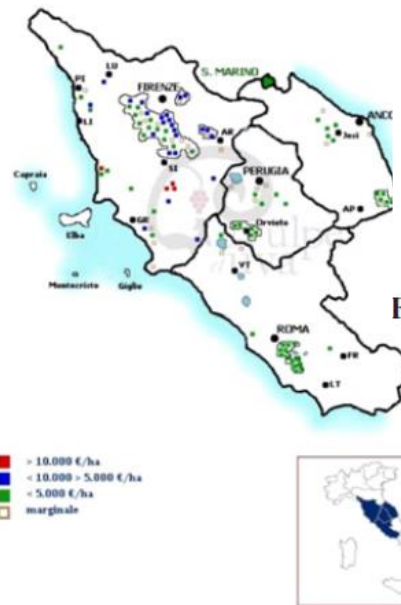 LU
PI
FIRENZE
S. MARINO
ANCO
LI
AR
Jesi
SI
PERUGIA
Capraia
GR
Orvieto
AP
Elba
Montecristo
Giglio
VT
ROMA
FR
LT
> 10.000 €/ha
< 10.000 > 5.000 €/ha
< 5.000 €/ha
marginale